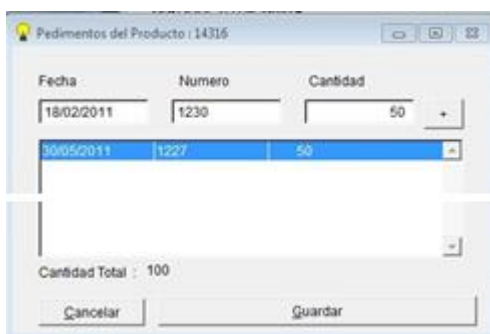 Pedimentos del Producto : 14316
Fecha Numero Cantidad
18/02/2011 1230 50 +
30/05/2011 1227 50
Cantidad Total : 100
Cancelar Guardar